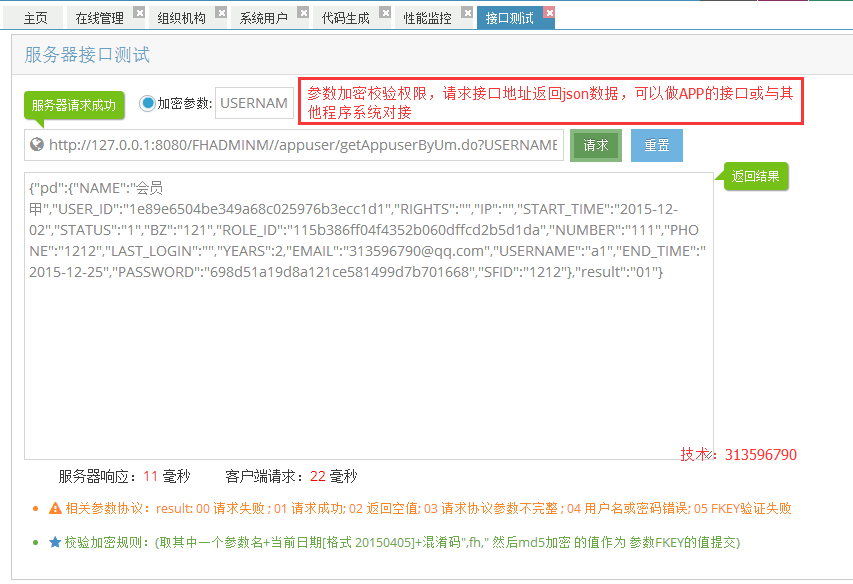 主页 在线管理 组织机构 系统用户 代码生成 性能监控 接口测试
服务器接口测试
服务器请求成功 加密参数: USERNAM
参数加密校验权限，请求接口地址返回json数据，可以做APP的接口或与其
他程序系统对接
http://127.0.0.1:8080/FHADMINM//appuser/getAppuserByUm.do?USERNAME 请求 重置
返回结果
{"pd":{"NAME":"会员
甲","USER_ID":"1e89e6504be349a68c025976b3ecc1d1","RIGHTS":"","IP":"","START_TIME":"2015-12-
02","STATUS":"1","BZ":"121","ROLE_ID":"115b386ff04f4352b060dffcd2b5d1da","NUMBER":"111","PHO
NE":"1212","LAST_LOGIN":"","YEARS":2,"EMAIL":"313596790@qq.com","USERNAME":"a1","END_TIME":"
2015-12-25","PASSWORD":"698d51a19d8a121ce581499d7b701668","SFID":"1212"},"result":"01"}
技术：313596790
服务器响应：11 毫秒 客户端请求：22 毫秒
相关参数协议：result: 00 请求失败 ; 01 请求成功; 02 返回空值; 03 请求协议参数不完整 ; 04 用户名或密码错误; 05 FKEY验证失败
校验加密规则：(取其中一个参数名+当前日期[格式 20150405]+混淆码",fh," 然后md5加密 的值作为 参数FKEY的值提交)